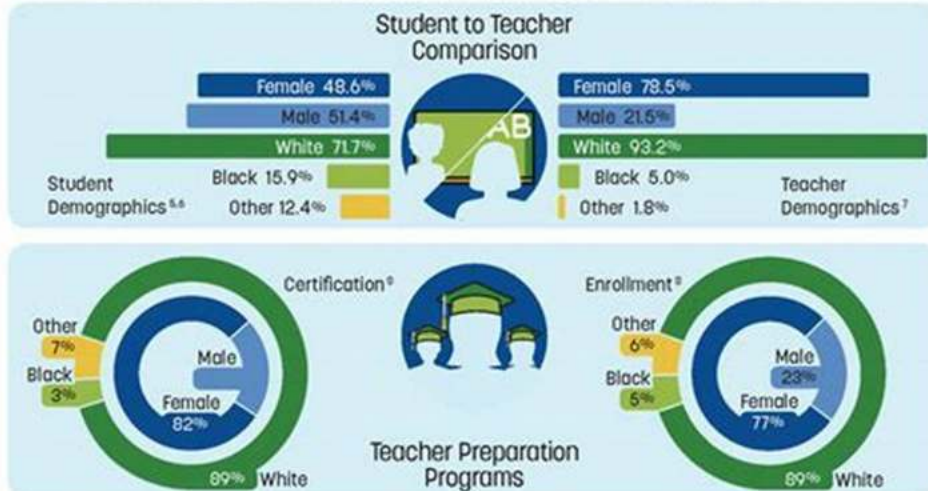 Student to Teacher
Comparison
Female 48.6%
Male 51.4%
White 71.7%
Black 15.9%
Other 12.4%
Student
Demographics 5,6
AB
Female 78.5%
Male 21.5%
White 93.2%
Black 5.0%
Other 1.8%
Teacher
Demographics 7
Certification
Other
7%
Black
3%
Male
Female
82%
89% White
Teacher Preparation
Programs
Enrollment
Other
6%
Black
5%
Male
23%
Female
77%
89% White